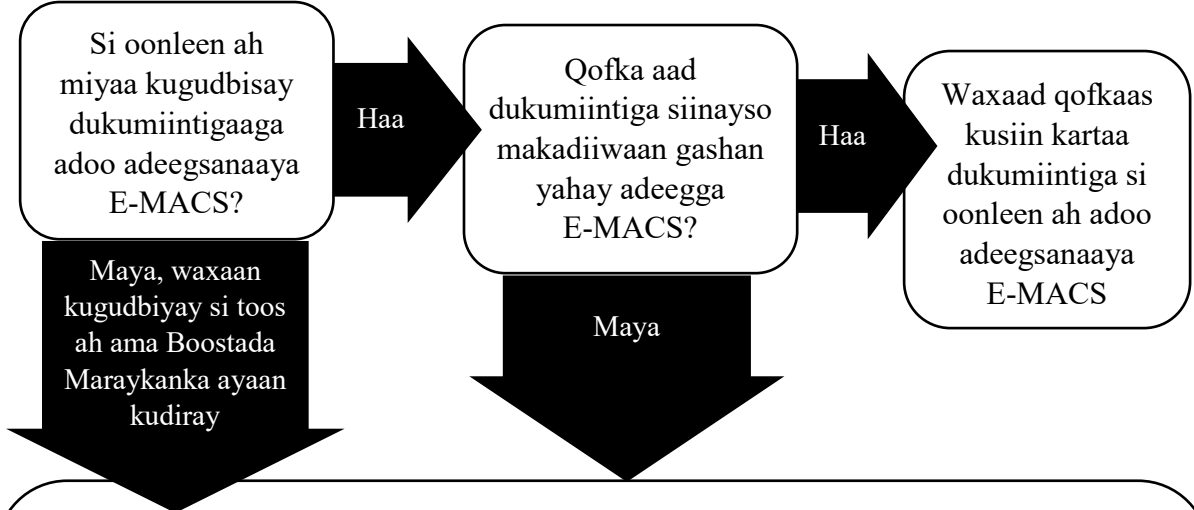 Si oonleen ah
miyaa kugudbisay
dukumiintigaaga
adoo adeegsanaaya
E-MACS?
Haa
Qofka aad
dukumiintiga siinayso
makadiiwaan gashan
yahay adeegga
E-MACS?
Haa
Waxaad qofkaas
kusiin kartaa
dukumiintiga si
oonleen ah adoo
adeegsanaaya
E-MACS
Maya, waxaan
kugudbiyay si toos
ah ama Boostada
Maraykanka ayaan
kudiray
Maya